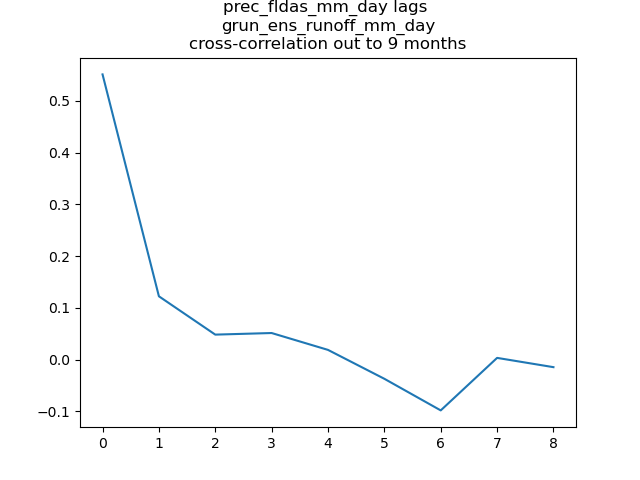 prec_fldas_mm_day lags
grun_ens_runoff_mm_day
cross-correlation out to 9 months
0.5
0.4
0.3
0.2
0.1
0.0
−0.1
0 1 2 3 4 5 6 7 8